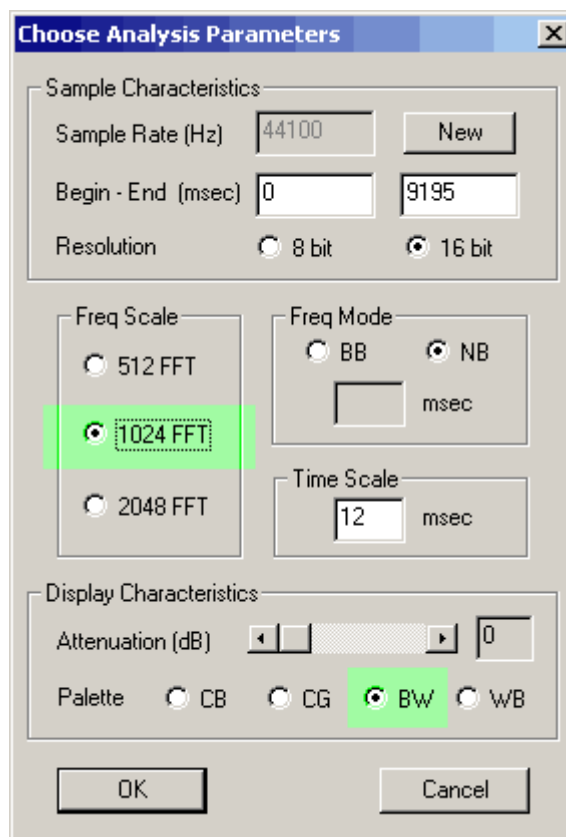 Choose Analysis Parameters
Sample Characteristics
Sample Rate (Hz) 44100 New
Begin - End (msec) 0 9195
Resolution 8 bit 16 bit
Freq Scale
512 FFT
1024 FFT
2048 FFT
Freq Mode
BB NB
msec
Time Scale
12 msec
Display Characteristics
Attenuation (dB) 0
Palette CB CG BW WB
OK Cancel